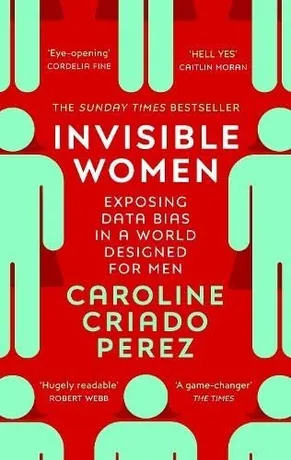 'Eye-opening'
CORDELIA FINE
'HELL YES'
CAITLIN MORAN
THE SUNDAY TIMES BESTSELLER
INVISIBLE
WOMEN
EXPOSING
DATA BIAS
IN A WORLD
DESIGNED
FOR MEN
CAROLINE
CRIADO
PEREZ
'Hugely readable'
ROBERT WEBB
'A game-changer'
THE TIMES